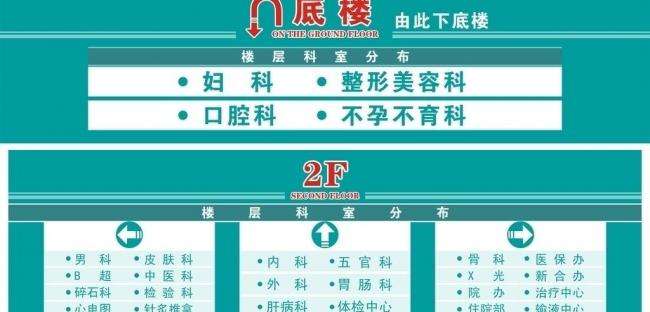 底楼 由此下底楼
ON THE GROUND FLOOR
楼层科室分布
• 妇科 • 整形美容科
• 口腔科 • 不孕不育科
2F
SECOND FLOOR
楼层科室分布
• 男科 • 皮肤科
• B超 • 中医科
• 碎石科 • 检验科
• 心电图 • 针炙推拿
• 内科 • 五官科
• 外科 • 胃肠科
• 肝病科 • 体检中心
• 骨科 • 医保办
• X光 • 新合办
• 院办 • 治疗中心
• 住院部 • 输液中心